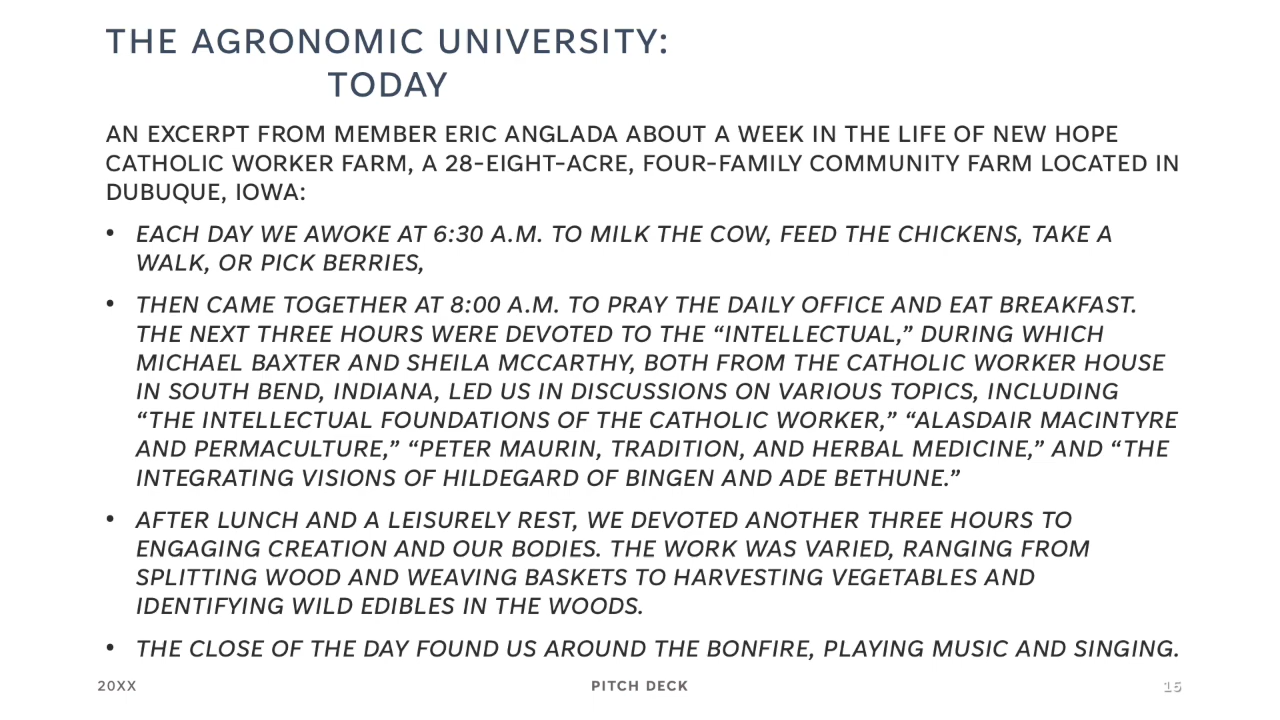 THE AGRONOMIC UNIVERSITY:
TODAY
AN EXCERPT FROM MEMBER ERIC ANGLADA ABOUT A WEEK IN THE LIFE OF NEW HOPE
CATHOLIC WORKER FARM, A 28-EIGHT-ACRE, FOUR-FAMILY COMMUNITY FARM LOCATED IN
DUBUQUE, IOWA:
• EACH DAY WE AWOKE AT 6:30 A.M. TO MILK THE COW, FEED THE CHICKENS, TAKE A
WALK, OR PICK BERRIES,
• THEN CAME TOGETHER AT 8:00 A.M. TO PRAY THE DAILY OFFICE AND EAT BREAKFAST.
THE NEXT THREE HOURS WERE DEVOTED TO THE “INTELLECTUAL,” DURING WHICH
MICHAEL BAXTER AND SHEILA MCCARTHY, BOTH FROM THE CATHOLIC WORKER HOUSE
IN SOUTH BEND, INDIANA, LED US IN DISCUSSIONS ON VARIOUS TOPICS, INCLUDING
“THE INTELLECTUAL FOUNDATIONS OF THE CATHOLIC WORKER,” “ALASDAIR MACINTYRE
AND PERMACULTURE,” “PETER MAURIN, TRADITION, AND HERBAL MEDICINE,” AND “THE
INTEGRATING VISIONS OF HILDEGARD OF BINGEN AND ADE BETHUNE.”
• AFTER LUNCH AND A LEISURELY REST, WE DEVOTED ANOTHER THREE HOURS TO
ENGAGING CREATION AND OUR BODIES. THE WORK WAS VARIED, RANGING FROM
SPLITTING WOOD AND WEAVING BASKETS TO HARVESTING VEGETABLES AND
IDENTIFYING WILD EDIBLES IN THE WOODS.
• THE CLOSE OF THE DAY FOUND US AROUND THE BONFIRE, PLAYING MUSIC AND SINGING.
20XX PITCH DECK 15